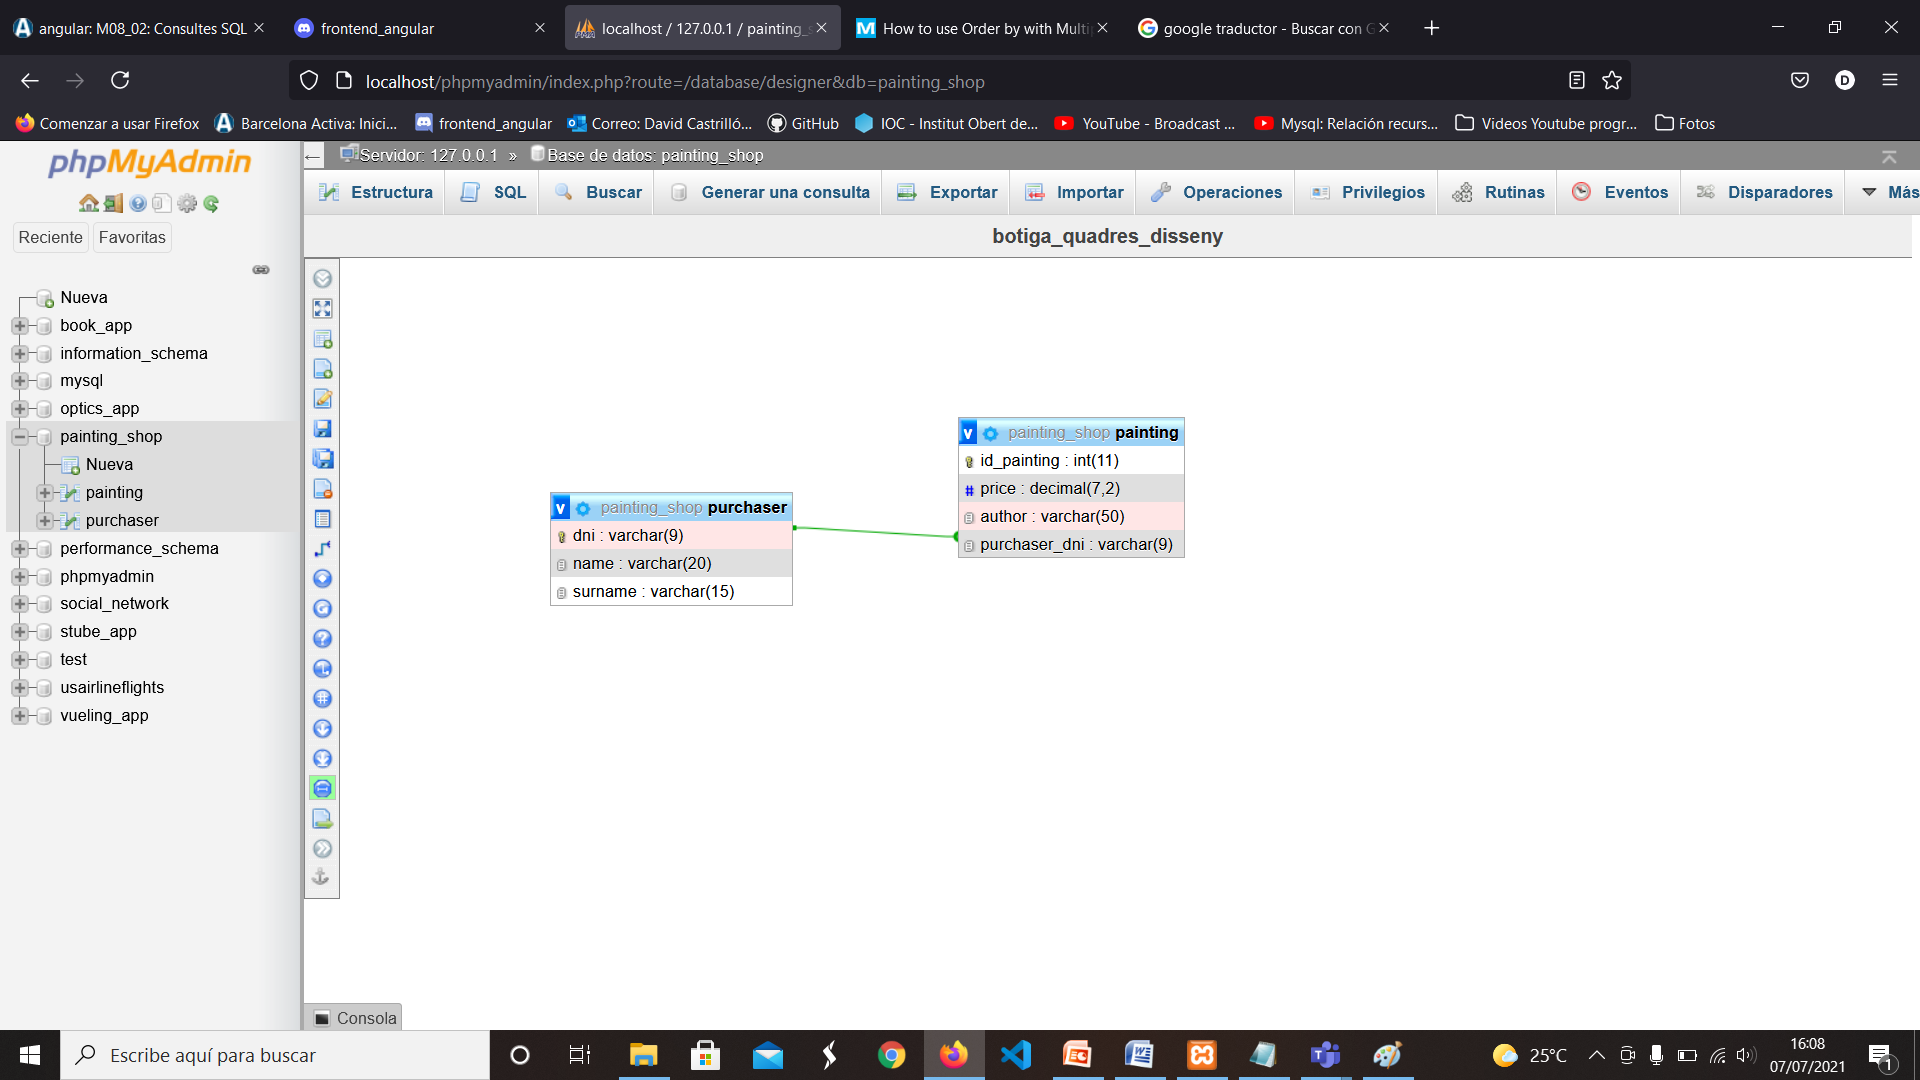 angular: M08_02: Consultes SQL
frontend_angular
localhost / 127.0.0.1 / painting_s
How to use Order by with Multip
google traductor - Buscar con G
localhost/phpmyadmin/index.php?route=/database/designer&db=painting_shop
D
Comenzar a usar Firefox
Barcelona Activa: Inici...
frontend_angular
Correo: David Castrilló...
GitHub
IOC - Institut Obert de...
YouTube - Broadcast ...
Mysql: Relación recurs...
Videos Youtube progr...
Fotos
phpMyAdmin
Reciente
Favoritas
Nueva
book_app
information_schema
mysql
optics_app
painting_shop
Nueva
painting
purchaser
performance_schema
phpmyadmin
social_network
stube_app
test
usairlineflights
vueling_app
Servidor: 127.0.0.1 » Base de datos: painting_shop
Estructura
SQL
Buscar
Generar una consulta
Exportar
Importar
Operaciones
Privilegios
Rutinas
Eventos
Disparadores
Más
botiga_quadres_disseny
v painting_shop purchaser
dni : varchar(9)
name : varchar(20)
surname : varchar(15)
v painting_shop painting
id_painting : int(11)
# price : decimal(7,2)
author : varchar(50)
purchaser_dni : varchar(9)
Consola
Escribe aquí para buscar
25°C
16:08
07/07/2021
1